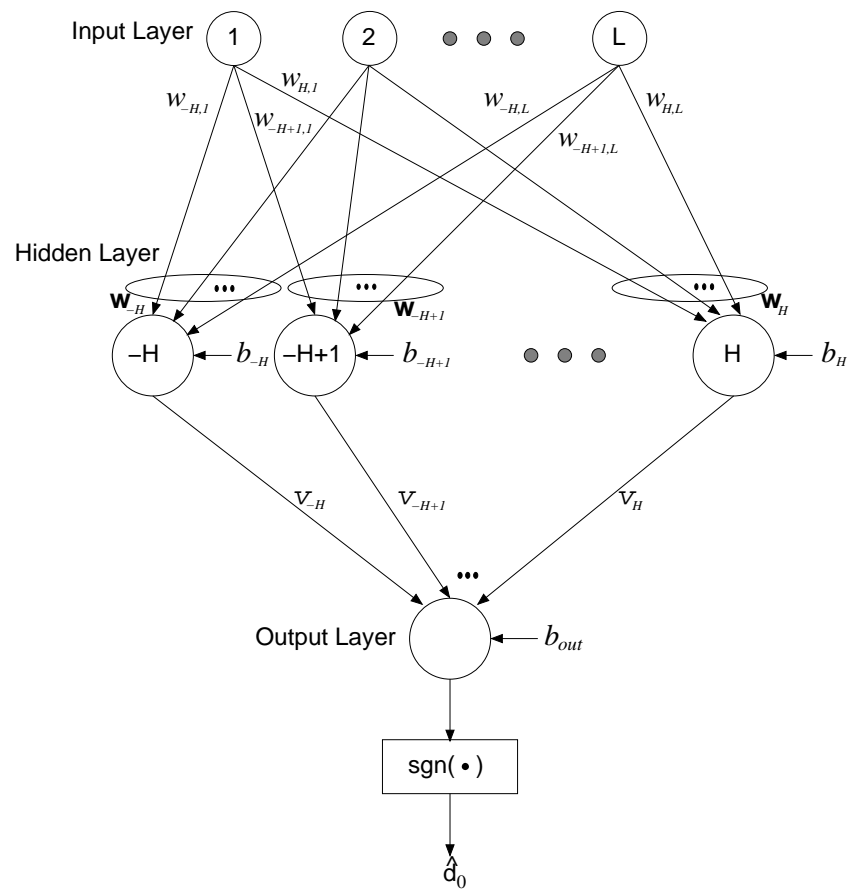 Input Layer 1 2 L
w_{-H,1} w_{H,1} w_{-H,L} w_{H,L}
w_{-H+1,1} w_{-H+1,L}
Hidden Layer
w_{-H} w_{-H+1} w_H
–H b_{-H} –H+1 b_{-H+1} H b_H
v_{-H} v_{-H+1} v_H
Output Layer b_{out}
sgn( • )
d̂_0